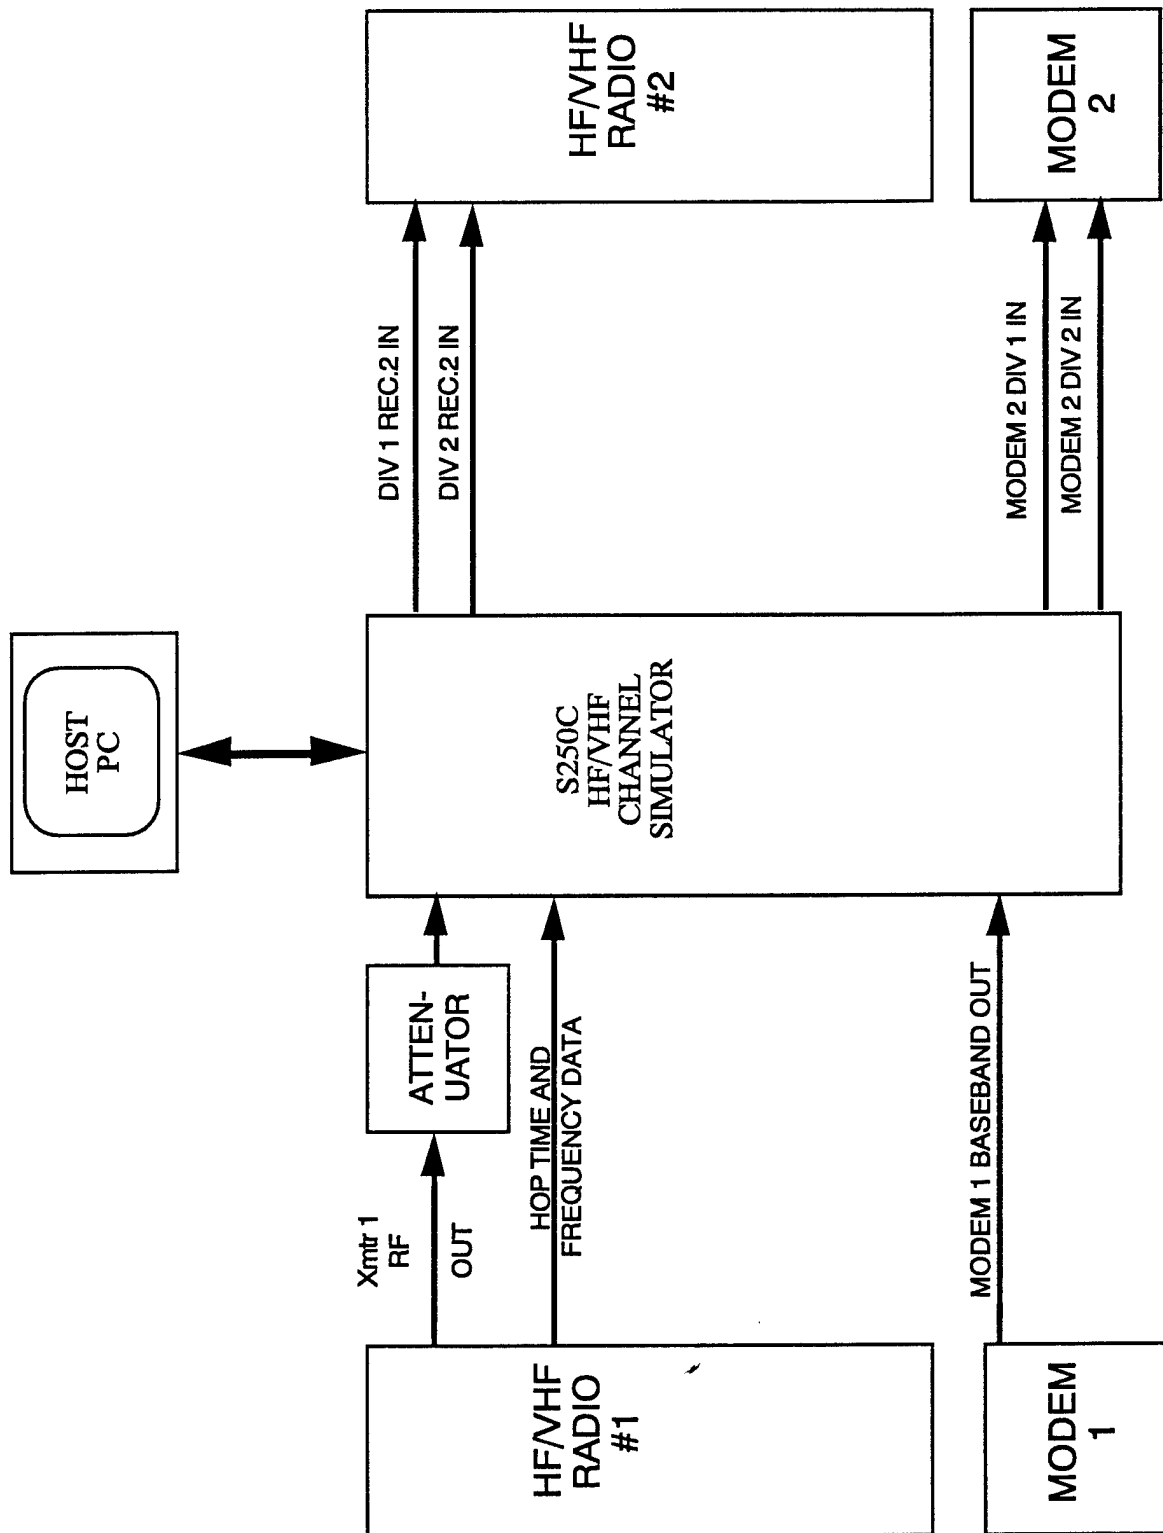 HOST
PC
HF/VHF
RADIO
#1
Xmtr 1
RF
OUT
ATTEN-
UATOR
HOP TIME AND
FREQUENCY DATA
S250C
HF/VHF
CHANNEL
SIMULATOR
DIV 1 REC.2 IN
DIV 2 REC.2 IN
HF/VHF
RADIO
#2
MODEM
1
MODEM 1 BASEBAND OUT
MODEM 2 DIV 1 IN
MODEM 2 DIV 2 IN
MODEM
2